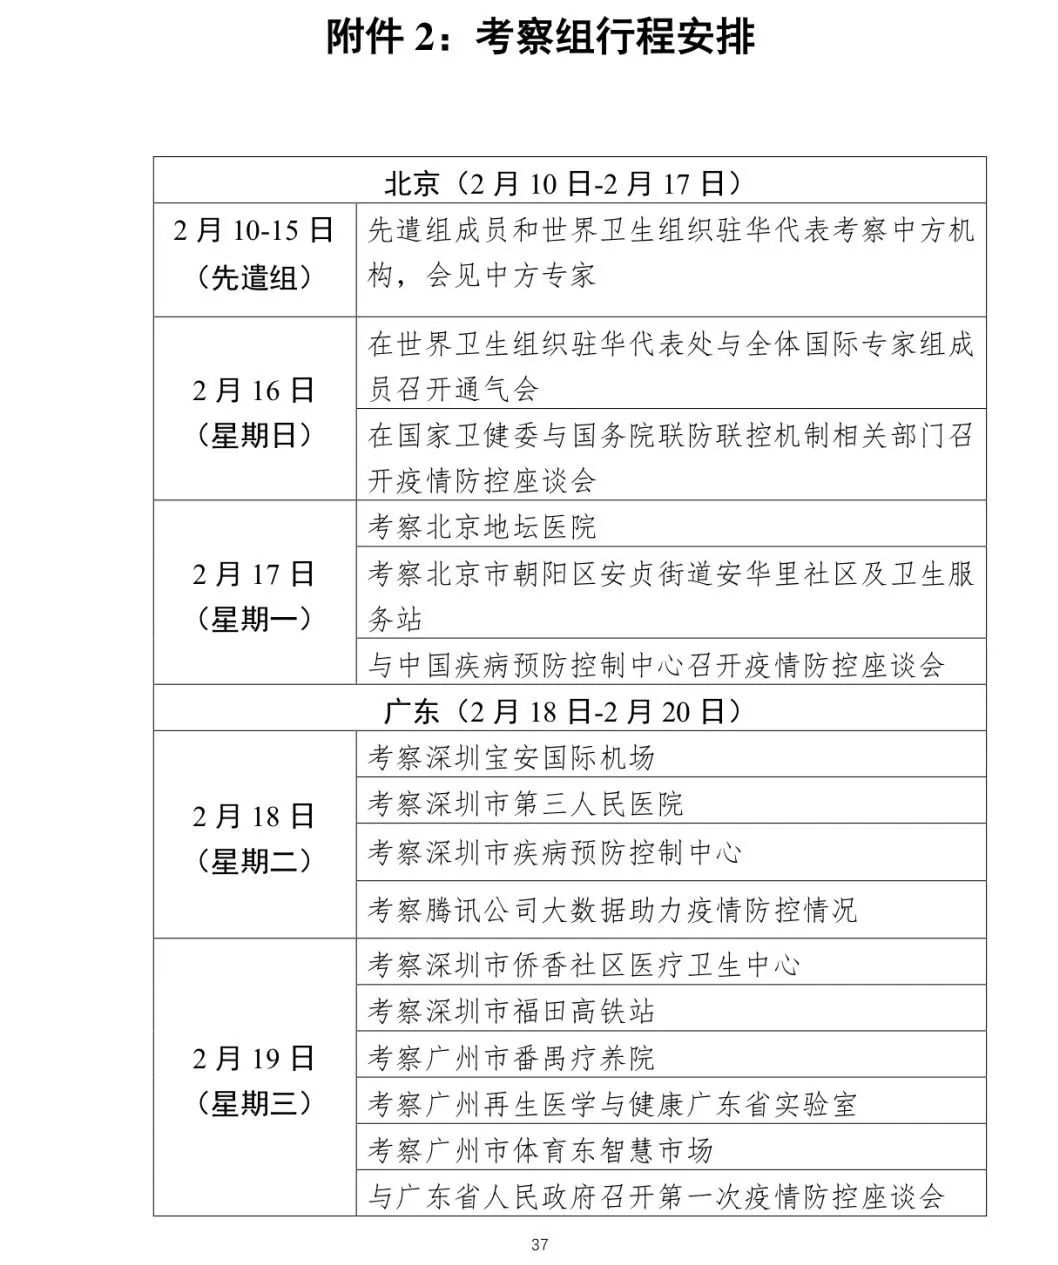 附件 2：考察组行程安排
北京（2 月 10 日-2 月 17 日）
2 月 10-15 日
（先遣组）
先遣组成员和世界卫生组织驻华代表考察中方机
构，会见中方专家
2 月 16 日
（星期日）
在世界卫生组织驻华代表处与全体国际专家组成
员召开通气会
在国家卫健委与国务院联防联控机制相关部门召
开疫情防控座谈会
2 月 17 日
（星期一）
考察北京地坛医院
考察北京市朝阳区安贞街道安华里社区及卫生服
务站
与中国疾病预防控制中心召开疫情防控座谈会
广东（2 月 18 日-2 月 20 日）
2 月 18 日
（星期二）
考察深圳宝安国际机场
考察深圳市第三人民医院
考察深圳市疾病预防控制中心
考察腾讯公司大数据助力疫情防控情况
2 月 19 日
（星期三）
考察深圳市侨香社区医疗卫生中心
考察深圳市福田高铁站
考察广州市番禺疗养院
考察广州再生医学与健康广东省实验室
考察广州市体育东智慧市场
与广东省人民政府召开第一次疫情防控座谈会
37